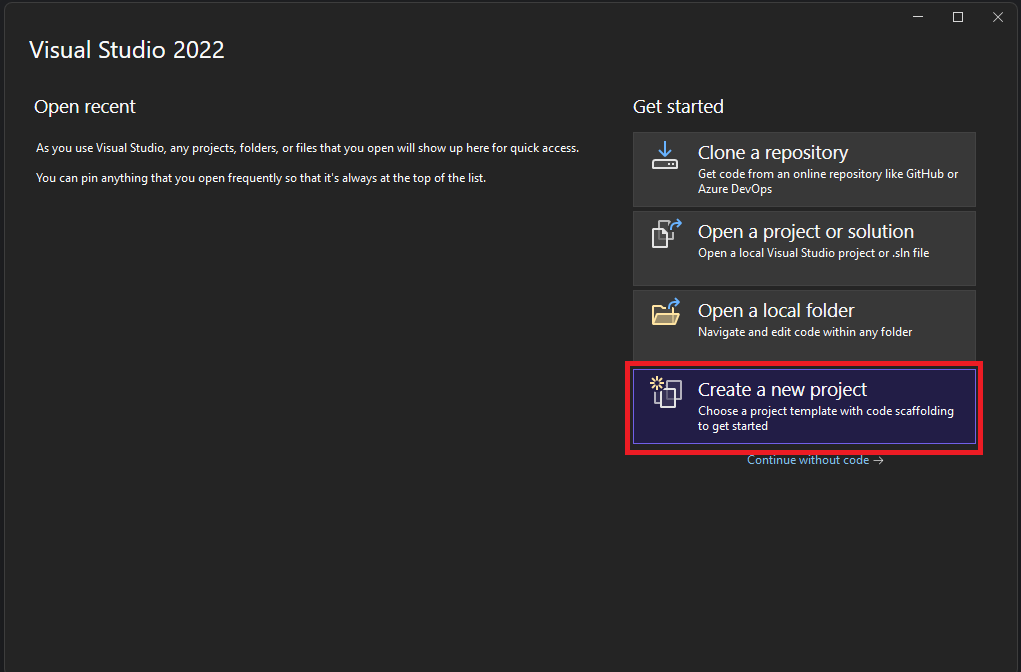 Visual Studio 2022
Open recent
As you use Visual Studio, any projects, folders, or files that you open will show up here for quick access.
You can pin anything that you open frequently so that it's always at the top of the list.
Get started
Clone a repository
Get code from an online repository like GitHub or
Azure DevOps
Open a project or solution
Open a local Visual Studio project or .sln file
Open a local folder
Navigate and edit code within any folder
Create a new project
Choose a project template with code scaffolding
to get started
Continue without code →